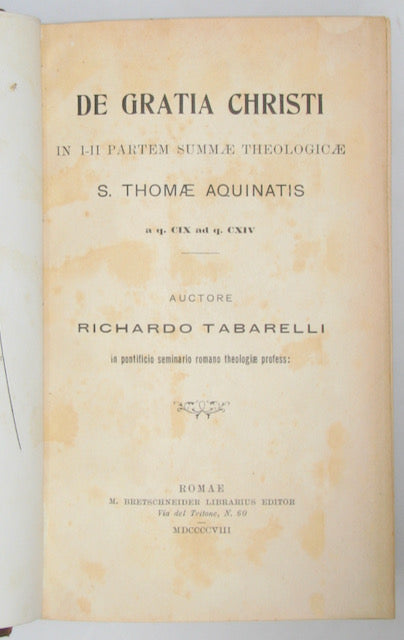 DE GRATIA CHRISTI
IN I-II PARTEM SUMMÆ THEOLOGICÆ
S. THOMÆ AQUINATIS
a q. CIX ad q. CXIV
AUCTORE
RICHARDO TABARELLI
in pontificio seminario romano theologiæ profess:
ROMAE
M. BRETSCHNEIDER LIBRARIUS EDITOR
Via del Tritone, N. 60
MDCCCCVIII